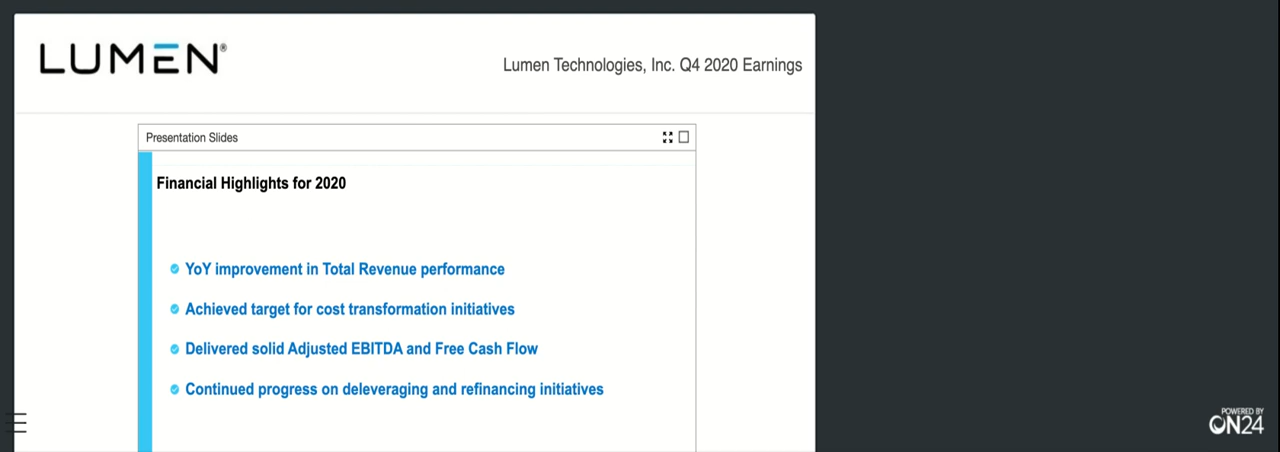 LUMEN®
Lumen Technologies, Inc. Q4 2020 Earnings
Presentation Slides
Financial Highlights for 2020
YoY improvement in Total Revenue performance
Achieved target for cost transformation initiatives
Delivered solid Adjusted EBITDA and Free Cash Flow
Continued progress on deleveraging and refinancing initiatives
POWERED BY
ON24